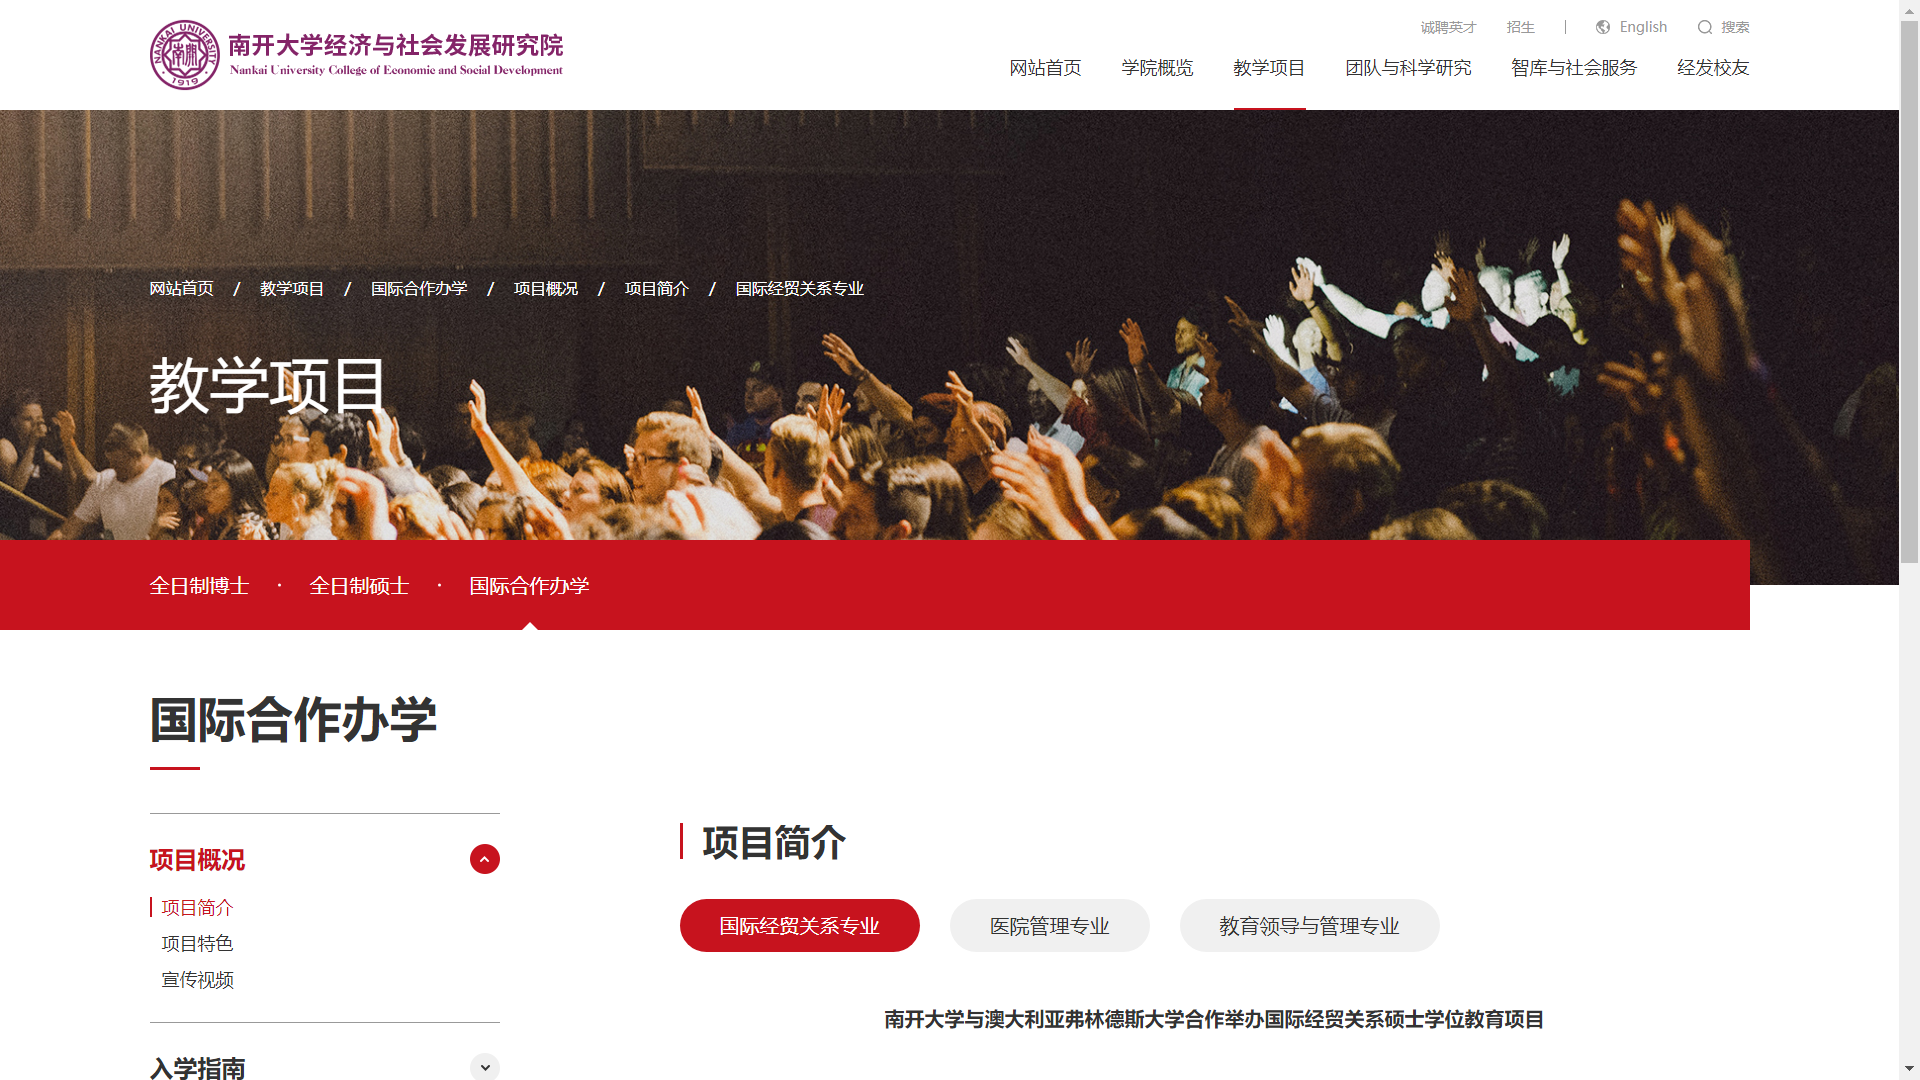 诚聘英才 招生 | English 搜索
南开大学经济与社会发展研究院
Nankai University College of Economic and Social Development
NANKAI UNIVERSITY
南开
· 1919 ·
网站首页 学院概览 教学项目 团队与科学研究 智库与社会服务 经发校友
网站首页 / 教学项目 / 国际合作办学 / 项目概况 / 项目简介 / 国际经贸关系专业
教学项目
全日制博士 · 全日制硕士 · 国际合作办学
国际合作办学
项目概况
项目简介
项目特色
宣传视频
入学指南
项目简介
国际经贸关系专业 医院管理专业 教育领导与管理专业
南开大学与澳大利亚弗林德斯大学合作举办国际经贸关系硕士学位教育项目